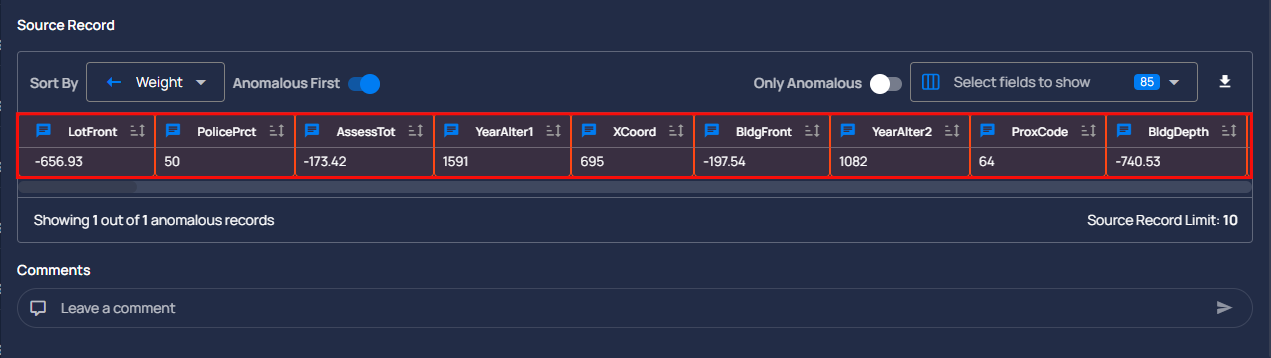 Source Record
Sort By Weight Anomalous First Only Anomalous Select fields to show 85
LotFront PolicePrct AssessTot YearAlter1 XCoord BldgFront YearAlter2 ProxCode BldgDepth
-656.93 50 -173.42 1591 695 -197.54 1082 64 -740.53
Showing 1 out of 1 anomalous records Source Record Limit: 10
Comments
Leave a comment